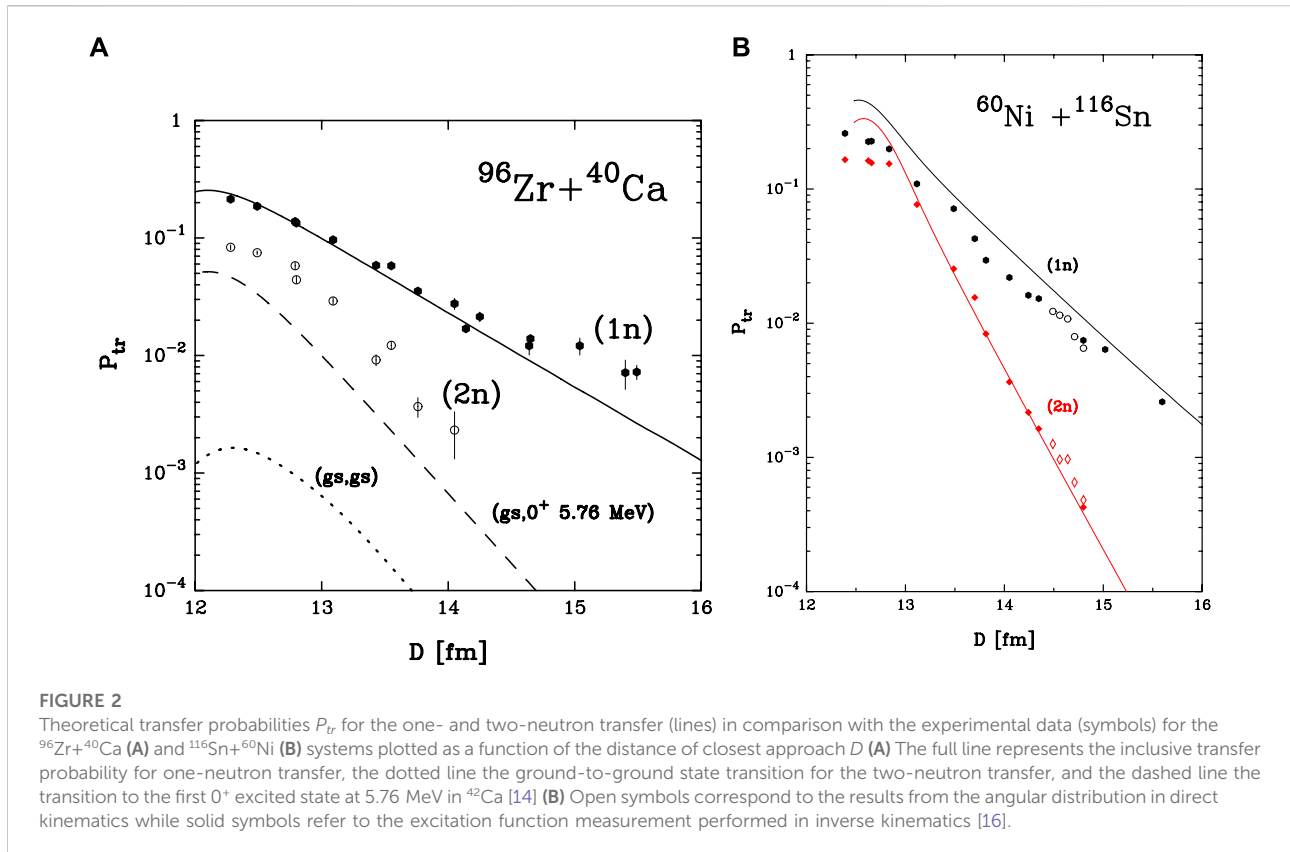 A
⁹⁶Zr+⁴⁰Ca
1
10⁻¹
10⁻²
10⁻³
10⁻⁴
P_tr
(1n)
(2n)
(gs,gs)
(gs,0⁺ 5.76 MeV)
12 13 14 15 16
D [fm]
B
⁶⁰Ni +¹¹⁶Sn
1
10⁻¹
10⁻²
10⁻³
10⁻⁴
P_tr
(1n)
(2n)
12 13 14 15 16
D [fm]
FIGURE 2
Theoretical transfer probabilities P_tr for the one- and two-neutron transfer (lines) in comparison with the experimental data (symbols) for the
⁹⁶Zr+⁴⁰Ca (A) and ¹¹⁶Sn+⁶⁰Ni (B) systems plotted as a function of the distance of closest approach D (A) The full line represents the inclusive transfer
probability for one-neutron transfer, the dotted line the ground-to-ground state transition for the two-neutron transfer, and the dashed line the
transition to the first 0⁺ excited state at 5.76 MeV in ⁴²Ca [14] (B) Open symbols correspond to the results from the angular distribution in direct
kinematics while solid symbols refer to the excitation function measurement performed in inverse kinematics [16].